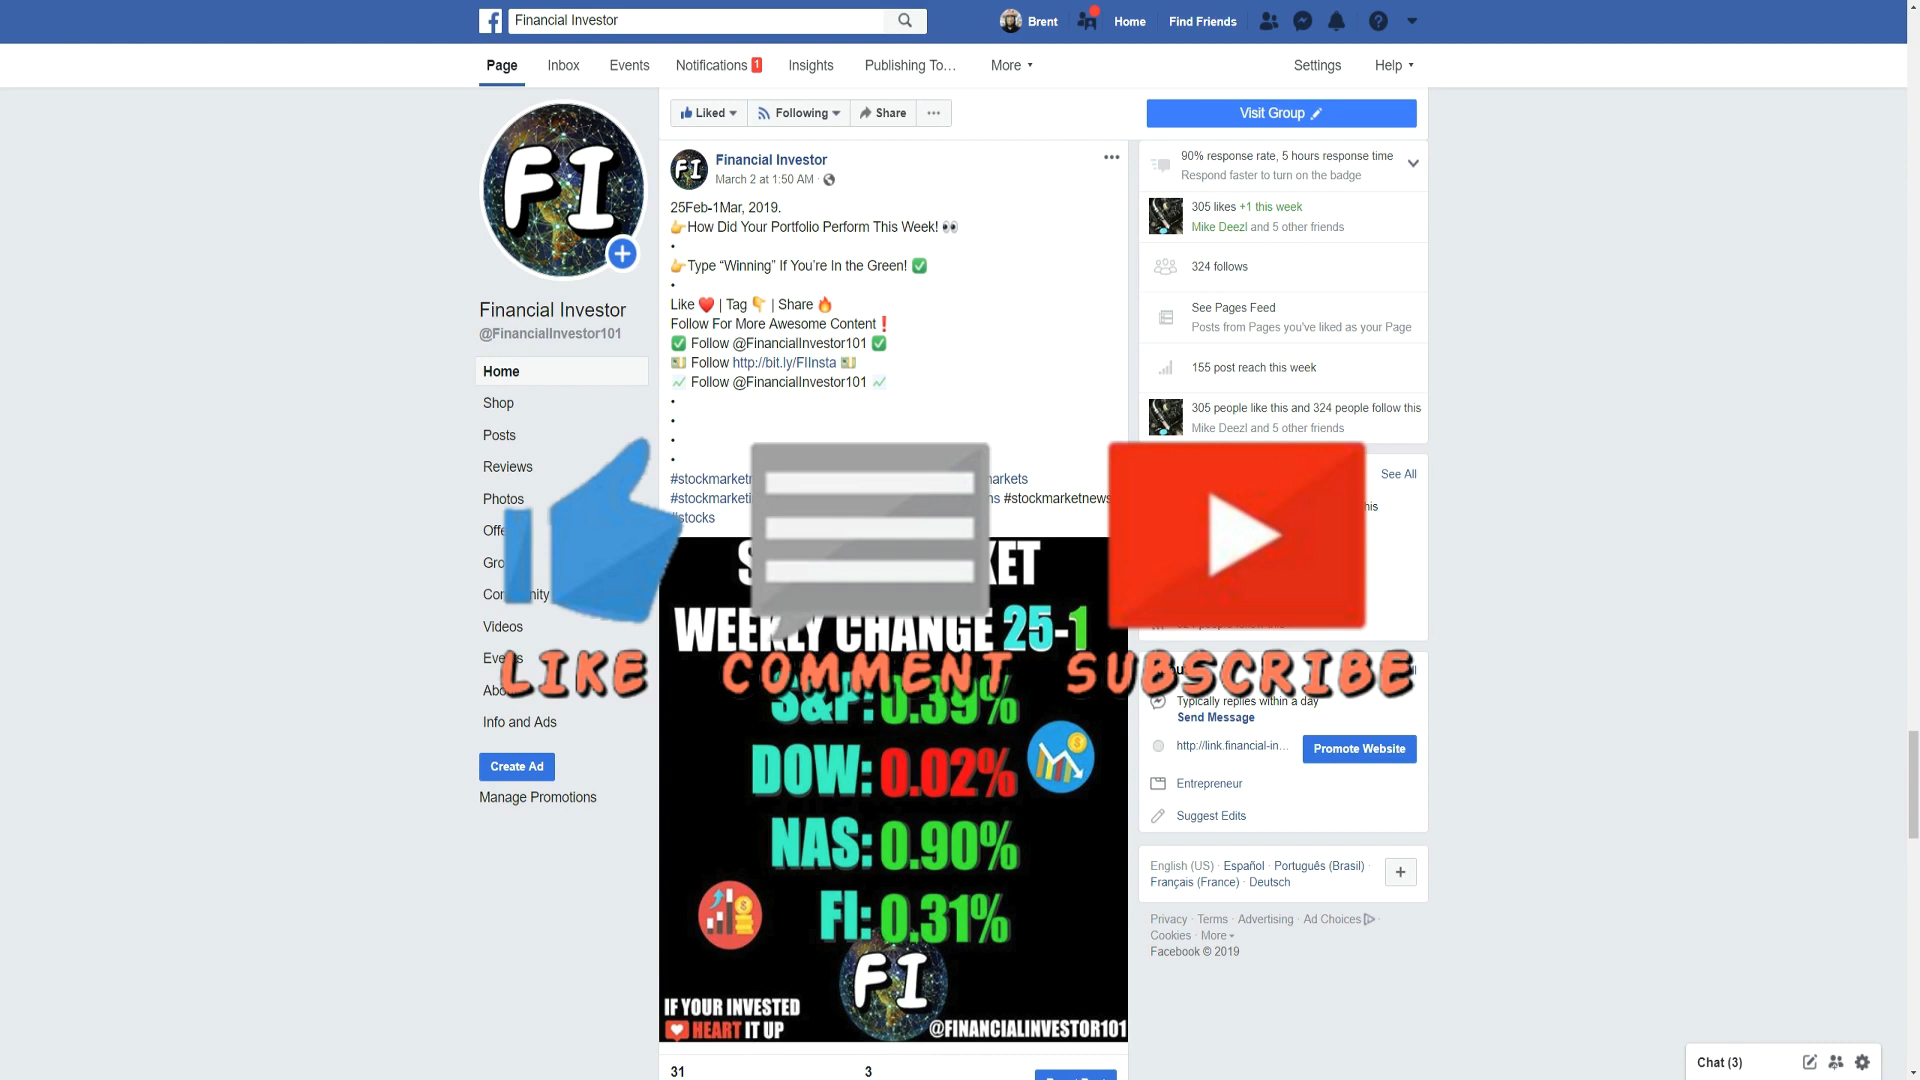 Financial Investor
Brent
Home
Find Friends
Page
Inbox
Events
Notifications 1
Insights
Publishing To…
More
Settings
Help
Liked
Following
Share
Visit Group
FI
Financial Investor
@FinancialInvestor101
Home
Shop
Posts
Reviews
Photos
Videos
Info and Ads
Create Ad
Manage Promotions
FI
Financial Investor
March 2 at 1:50 AM ·
25Feb-1Mar, 2019.
👉How Did Your Portfolio Perform This Week! 👀
•
👉Type “Winning” If You’re In the Green! ✅
•
Like ❤️ | Tag 👇 | Share 🔥
Follow For More Awesome Content❗
✅ Follow @FinancialInvestor101 ✅
💵 Follow http://bit.ly/FIInsta 💵
📈 Follow @FinancialInvestor101 📈
•
•
•
•
#stockmarketnews
#stocks
WEEKLY CHANGE 25-1
S&P: 0.39%
DOW: 0.02%
NAS: 0.90%
FI: 0.31%
FI
IF YOUR INVESTED
HEART IT UP
@FINANCIALINVESTOR101
31
3
LIKE
COMMENT
SUBSCRIBE
90% response rate, 5 hours response time
Respond faster to turn on the badge
305 likes +1 this week
Mike Deezl and 5 other friends
324 follows
See Pages Feed
Posts from Pages you've liked as your Page
155 post reach this week
305 people like this and 324 people follow this
Mike Deezl and 5 other friends
See All
Typically replies within a day
Send Message
http://link.financial-in...
Promote Website
Entrepreneur
Suggest Edits
English (US) · Español · Português (Brasil) ·
Français (France) · Deutsch
Privacy · Terms · Advertising · Ad Choices ·
Cookies · More
Facebook © 2019
Chat (3)